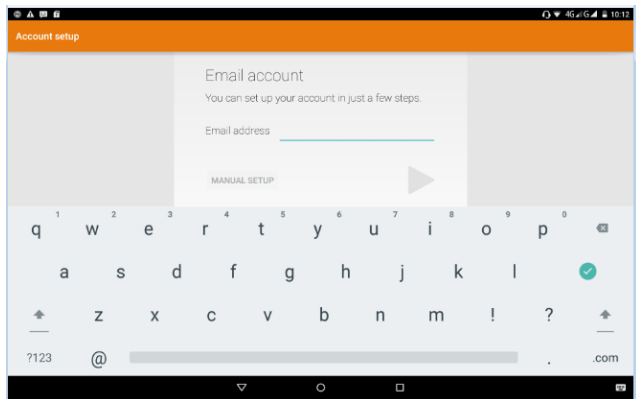 4G G 10:12
Account setup
Email account
You can set up your account in just a few steps.
Email address
MANUAL SETUP
1 2 3 4 5 6 7 8 9 0
q w e r t y u i o p
a s d f g h j k l
z x c v b n m ! ?
?123 @ . .com